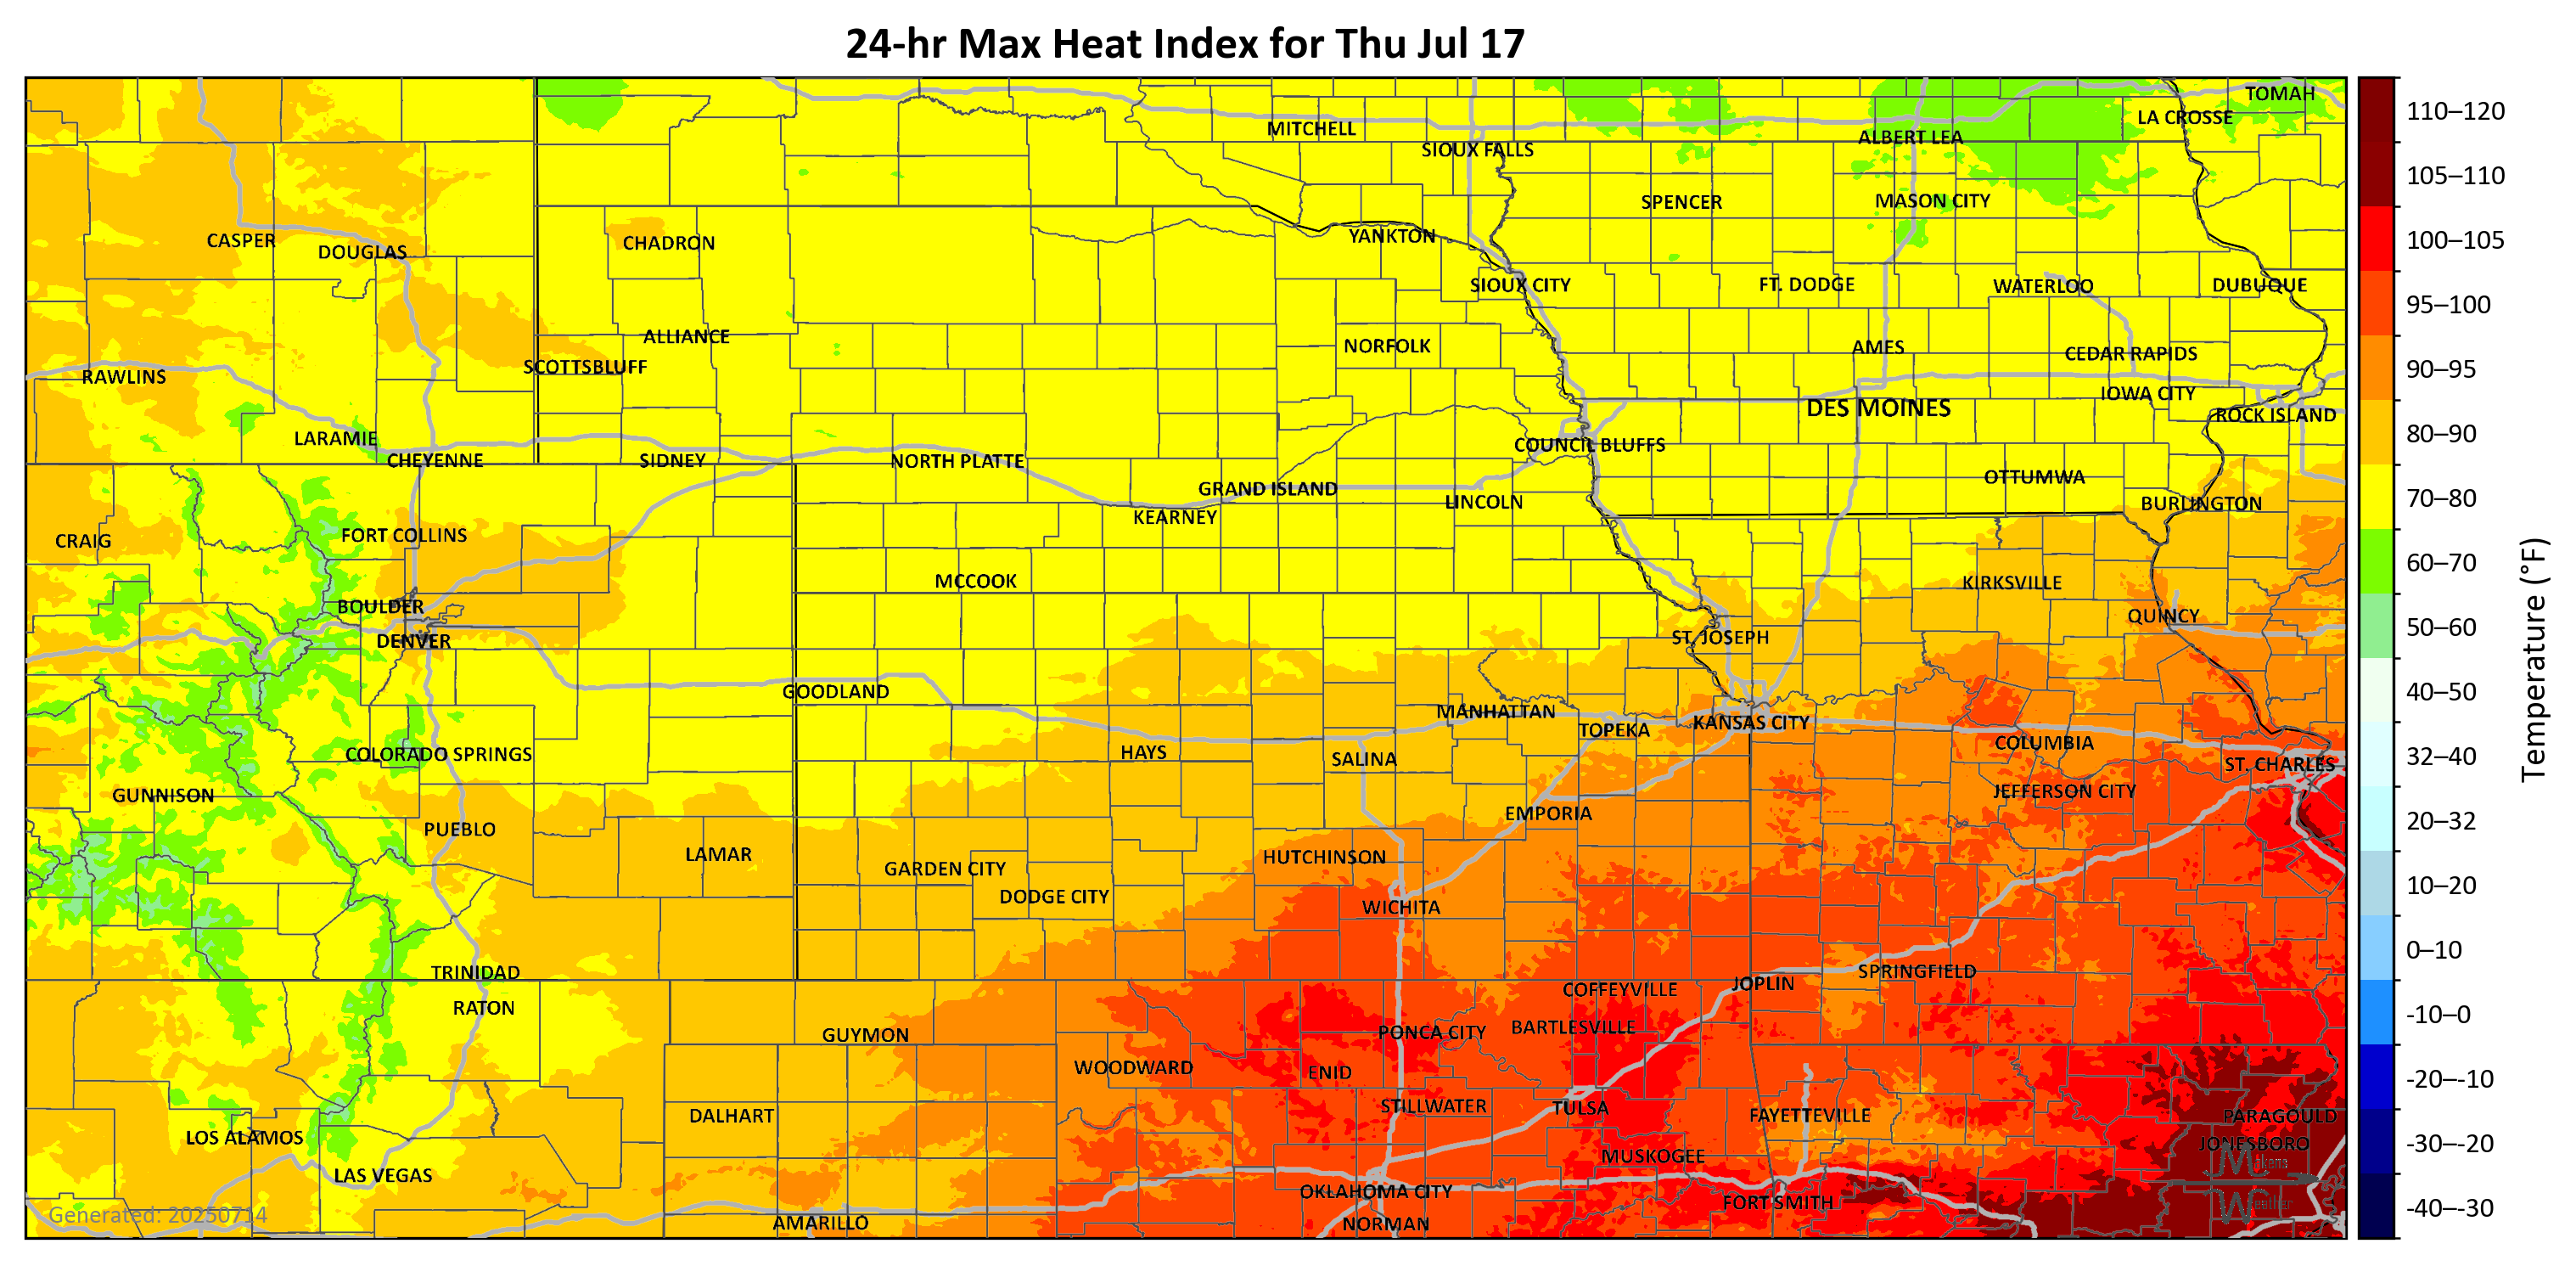 24-hr Max Heat Index for Thu Jul 17
TOMAH
LA CROSSE
MITCHELL
ALBERT LEA
SIOUX FALLS
SPENCER
MASON CITY
CASPER
DOUGLAS
CHADRON
YANKTON
SIOUX CITY
FT. DODGE
WATERLOO
DUBUQUE
ALLIANCE
NORFOLK
AMES
CEDAR RAPIDS
SCOTTSBLUFF
RAWLINS
IOWA CITY
DES MOINES
ROCK ISLAND
LARAMIE
COUNCIL BLUFFS
CHEYENNE
SIDNEY
NORTH PLATTE
OTTUMWA
GRAND ISLAND
LINCOLN
BURLINGTON
KEARNEY
FORT COLLINS
CRAIG
MCCOOK
KIRKSVILLE
BOULDER
QUINCY
DENVER
ST. JOSEPH
GOODLAND
MANHATTAN
KANSAS CITY
TOPEKA
COLUMBIA
COLORADO SPRINGS
HAYS
SALINA
ST. CHARLES
GUNNISON
JEFFERSON CITY
EMPORIA
PUEBLO
LAMAR
HUTCHINSON
GARDEN CITY
DODGE CITY
WICHITA
TRINIDAD
SPRINGFIELD
JOPLIN
COFFEYVILLE
RATON
GUYMON
PONCA CITY
BARTLESVILLE
WOODWARD
ENID
DALHART
STILLWATER
TULSA
FAYETTEVILLE
PARAGOULD
LOS ALAMOS
JONESBORO
MUSKOGEE
LAS VEGAS
OKLAHOMA CITY
FORT SMITH
AMARILLO
NORMAN
Generated: 20250714
110–120
105–110
100–105
95–100
90–95
80–90
70–80
60–70
50–60
40–50
32–40
20–32
10–20
0–10
-10–0
-20–-10
-30–-20
-40–-30
Temperature (°F)